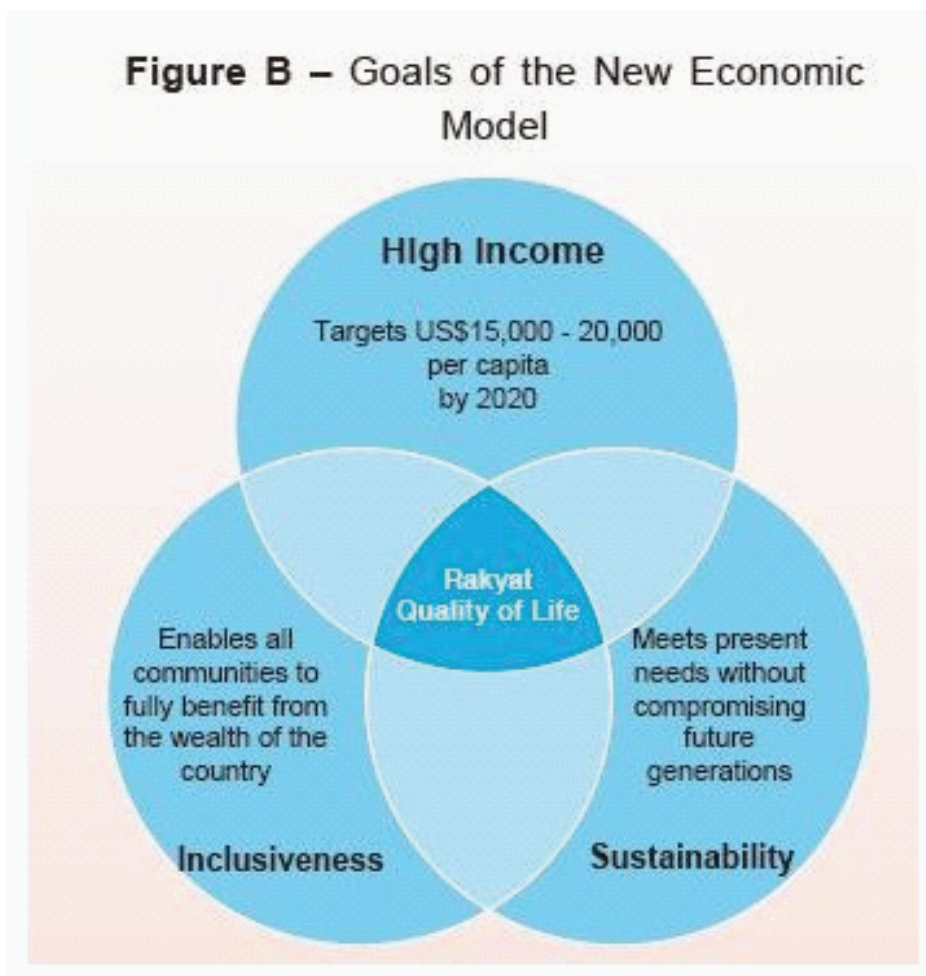 Figure B – Goals of the New Economic
Model
HIgh Income
Targets US$15,000 - 20,000
per capita
by 2020
Rakyat
Quality of Life
Enables all
communities to
fully benefit from
the wealth of the
country
Inclusiveness
Meets present
needs without
compromising
future
generations
Sustainability